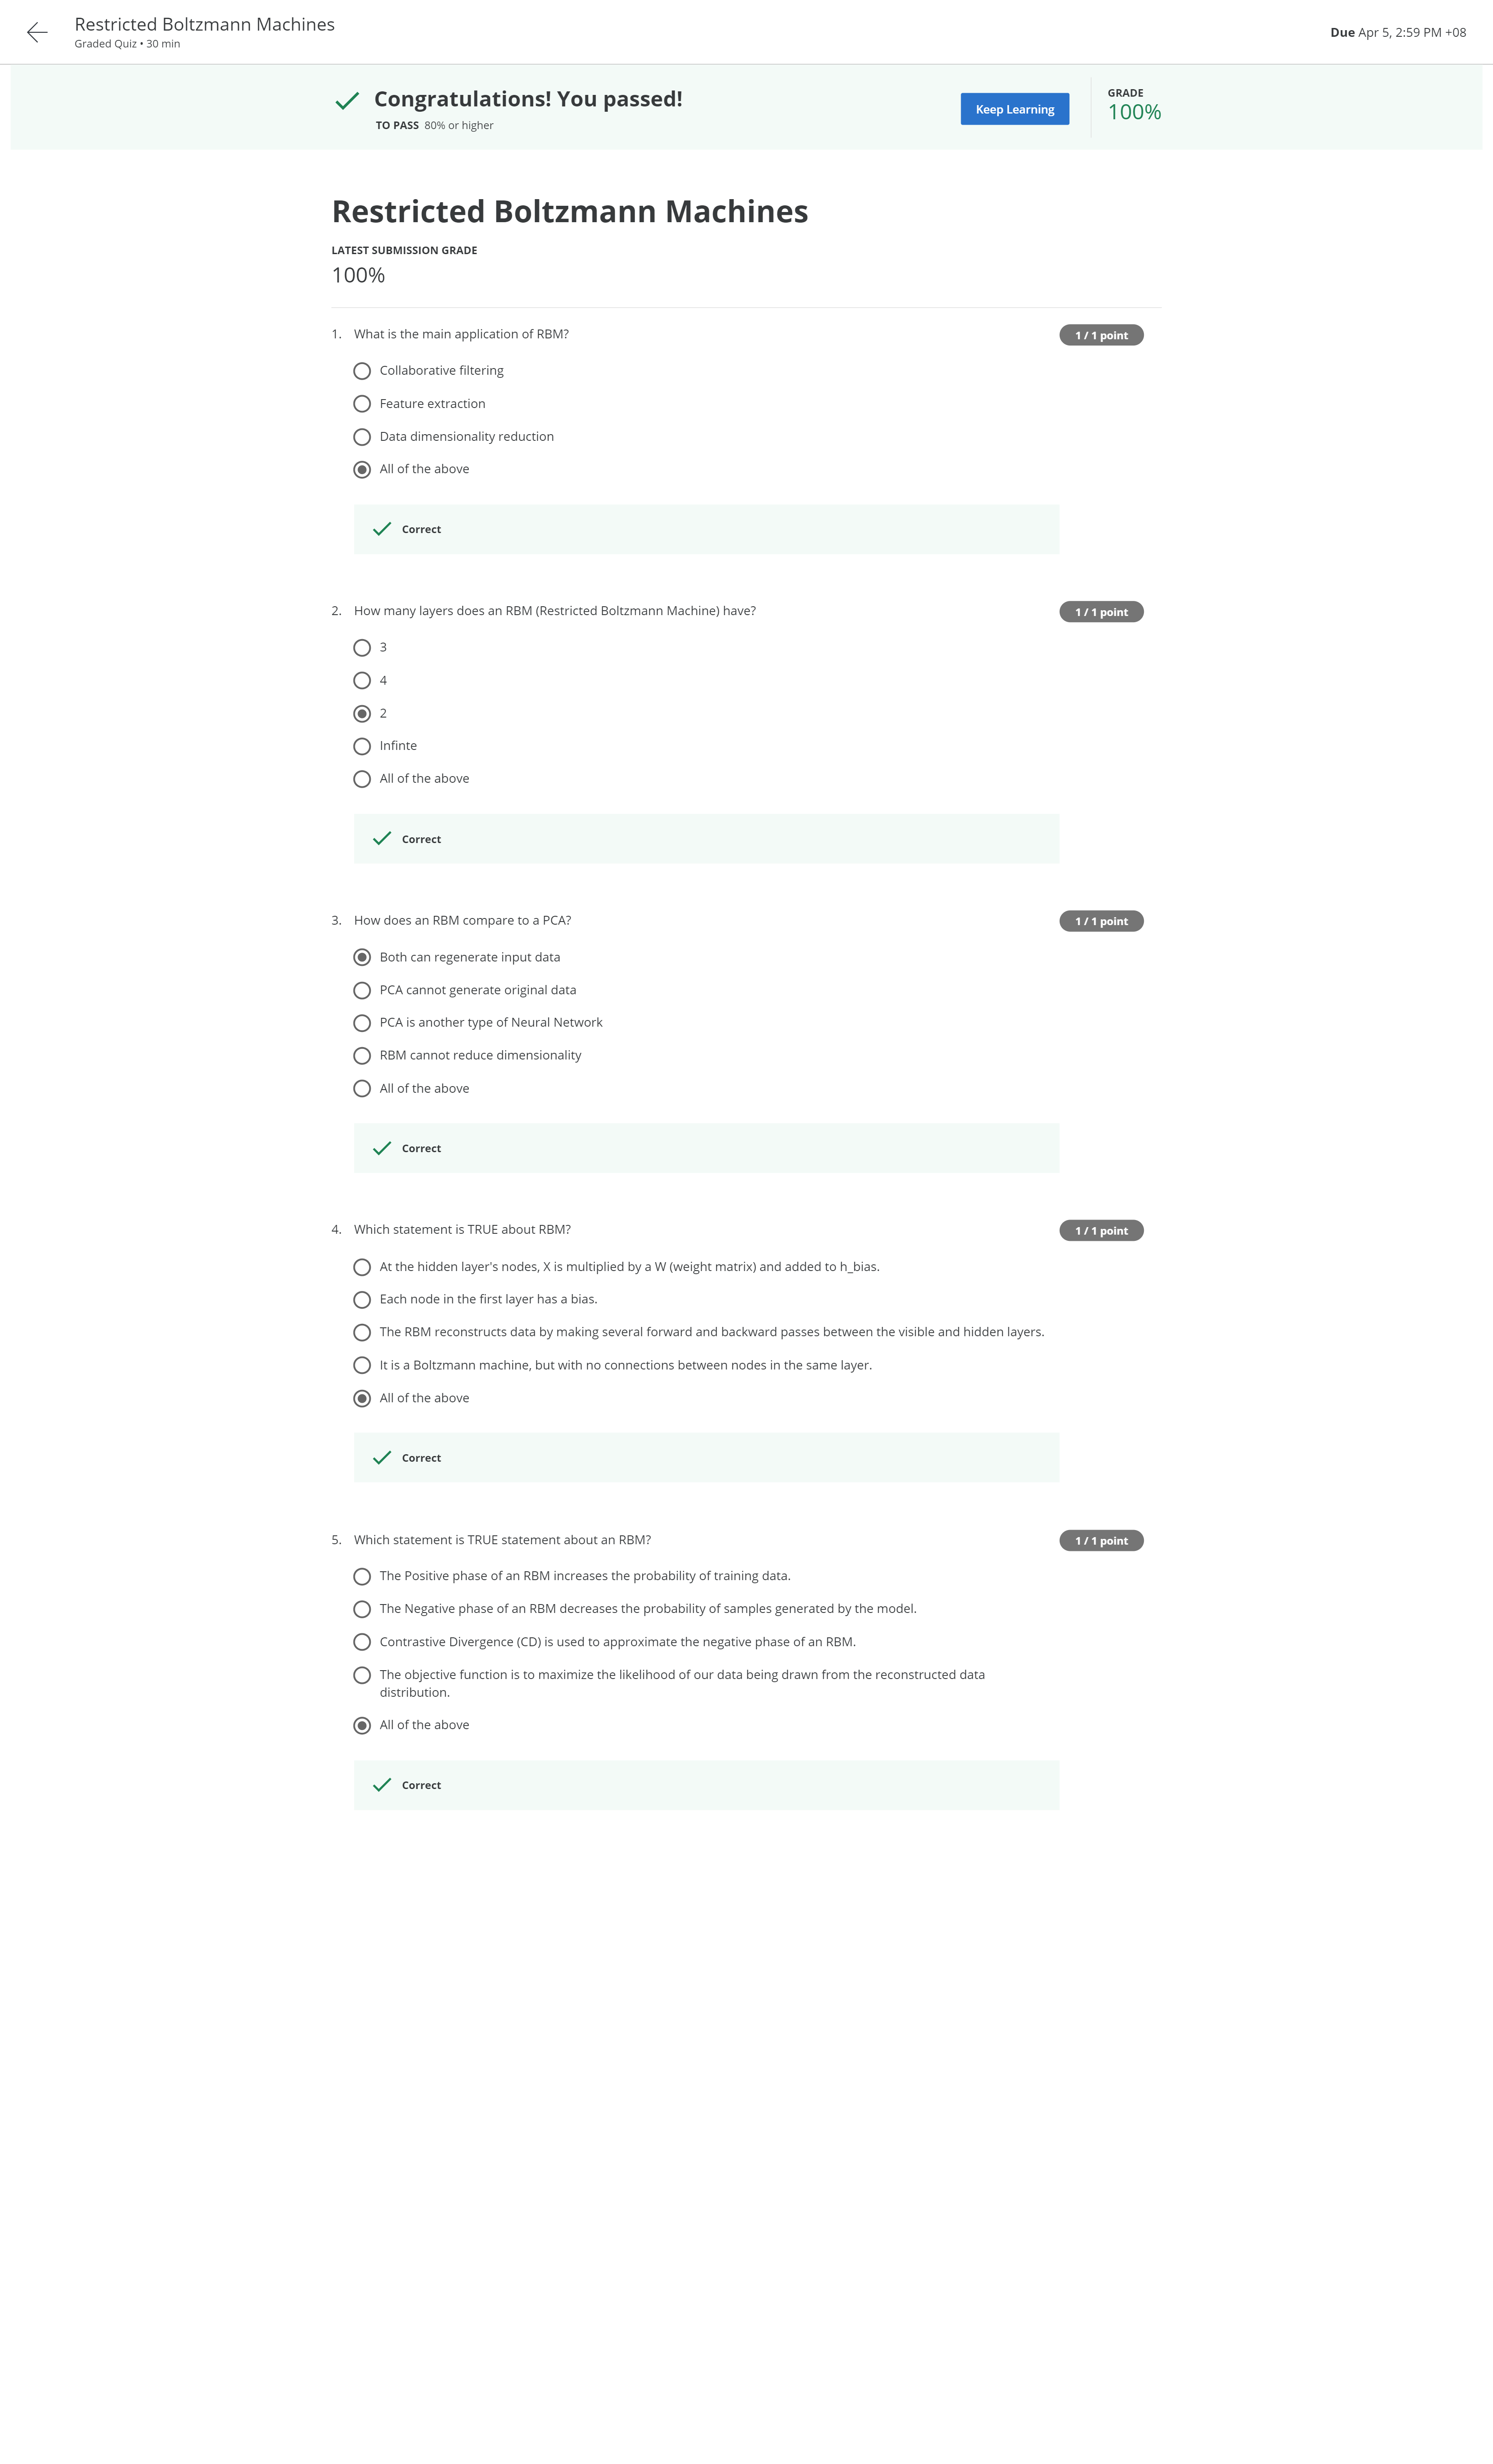 Restricted Boltzmann Machines
Graded Quiz • 30 min
Due Apr 5, 2:59 PM +08
Congratulations! You passed!
TO PASS 80% or higher
Keep Learning
GRADE
100%
Restricted Boltzmann Machines
LATEST SUBMISSION GRADE
100%
1. What is the main application of RBM?
1 / 1 point
Collaborative filtering
Feature extraction
Data dimensionality reduction
All of the above
Correct
2. How many layers does an RBM (Restricted Boltzmann Machine) have?
1 / 1 point
3
4
2
Infinte
All of the above
Correct
3. How does an RBM compare to a PCA?
1 / 1 point
Both can regenerate input data
PCA cannot generate original data
PCA is another type of Neural Network
RBM cannot reduce dimensionality
All of the above
Correct
4. Which statement is TRUE about RBM?
1 / 1 point
At the hidden layer's nodes, X is multiplied by a W (weight matrix) and added to h_bias.
Each node in the first layer has a bias.
The RBM reconstructs data by making several forward and backward passes between the visible and hidden layers.
It is a Boltzmann machine, but with no connections between nodes in the same layer.
All of the above
Correct
5. Which statement is TRUE statement about an RBM?
1 / 1 point
The Positive phase of an RBM increases the probability of training data.
The Negative phase of an RBM decreases the probability of samples generated by the model.
Contrastive Divergence (CD) is used to approximate the negative phase of an RBM.
The objective function is to maximize the likelihood of our data being drawn from the reconstructed data
distribution.
All of the above
Correct